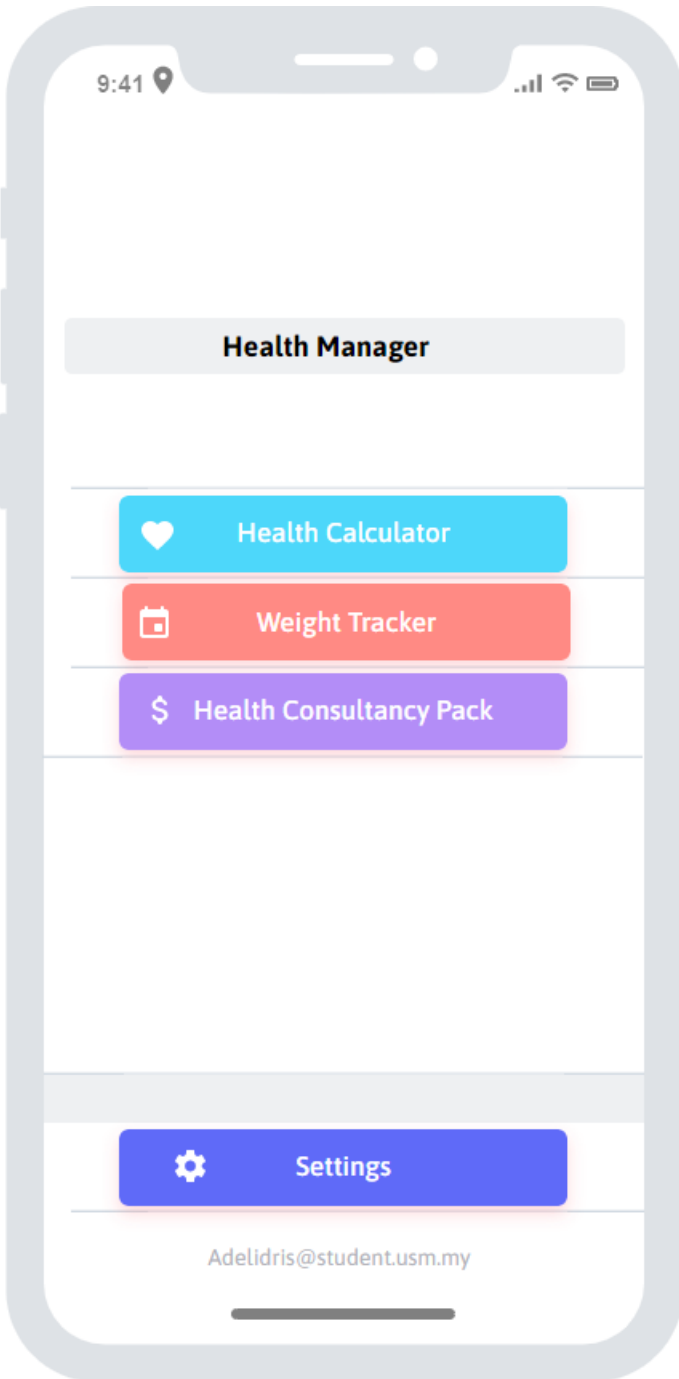 9:41
Health Manager
Health Calculator
Weight Tracker
$ Health Consultancy Pack
Settings
Adelidris@student.usm.my